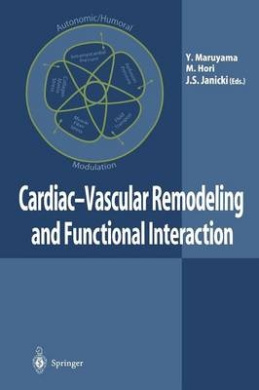 Autonomic/Humoral
Modulation
Y. Maruyama
M. Hori
J.S. Janicki (Eds.)
Cardiac–Vascular Remodeling
and Functional Interaction
Springer